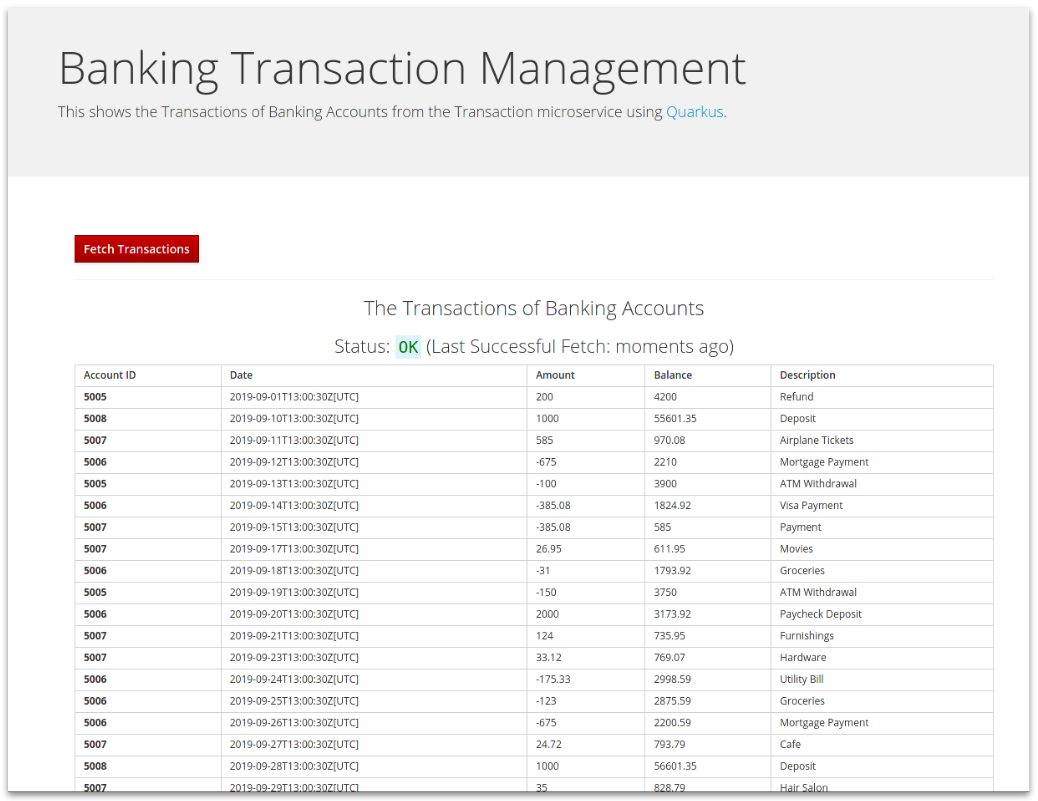 Banking Transaction Management
This shows the Transactions of Banking Accounts from the Transaction microservice using Quarkus.
Fetch Transactions
The Transactions of Banking Accounts
Status: OK (Last Successful Fetch: moments ago)
Account ID Date Amount Balance Description
5005 2019-09-01T13:00:30Z[UTC] 200 4200 Refund
5008 2019-09-10T13:00:30Z[UTC] 1000 55601.35 Deposit
5007 2019-09-11T13:00:30Z[UTC] 585 970.08 Airplane Tickets
5006 2019-09-12T13:00:30Z[UTC] -675 2210 Mortgage Payment
5005 2019-09-13T13:00:30Z[UTC] -100 3900 ATM Withdrawal
5006 2019-09-14T13:00:30Z[UTC] -385.08 1824.92 Visa Payment
5007 2019-09-15T13:00:30Z[UTC] -385.08 585 Payment
5007 2019-09-17T13:00:30Z[UTC] 26.95 611.95 Movies
5006 2019-09-18T13:00:30Z[UTC] -31 1793.92 Groceries
5005 2019-09-19T13:00:30Z[UTC] -150 3750 ATM Withdrawal
5006 2019-09-20T13:00:30Z[UTC] 2000 3173.92 Paycheck Deposit
5007 2019-09-21T13:00:30Z[UTC] 124 735.95 Furnishings
5007 2019-09-23T13:00:30Z[UTC] 33.12 769.07 Hardware
5006 2019-09-24T13:00:30Z[UTC] -175.33 2998.59 Utility Bill
5006 2019-09-25T13:00:30Z[UTC] -123 2875.59 Groceries
5006 2019-09-26T13:00:30Z[UTC] -675 2200.59 Mortgage Payment
5007 2019-09-27T13:00:30Z[UTC] 24.72 793.79 Cafe
5008 2019-09-28T13:00:30Z[UTC] 1000 56601.35 Deposit
5007 2019-09-29T13:00:30Z[UTC] 35 828.79 Hair Salon